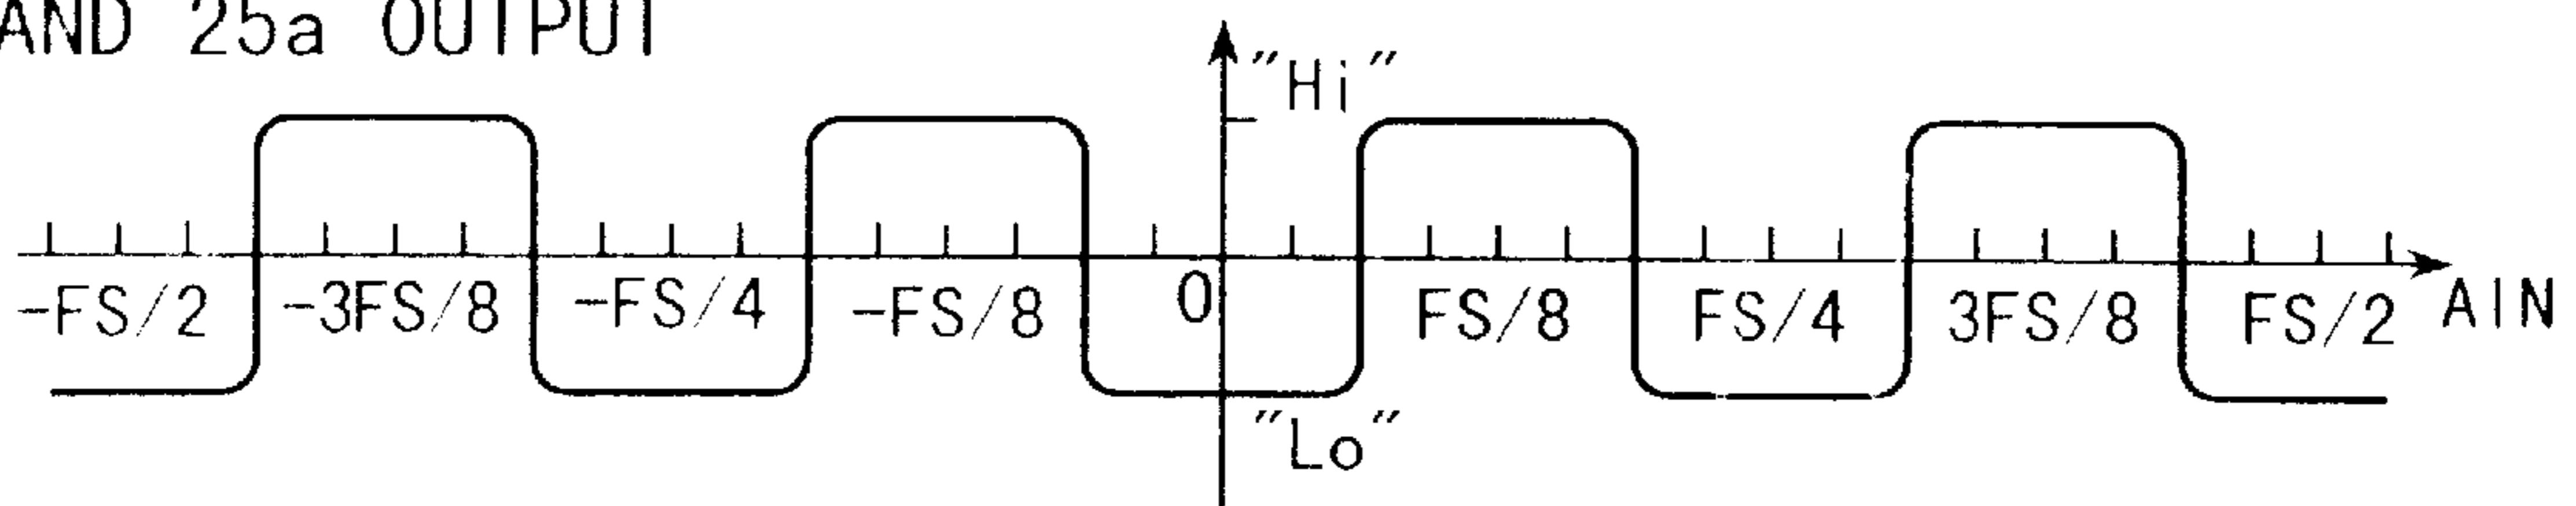 AND 25a OUTPUT
"Hi"
-FS/2 -3FS/8 -FS/4 -FS/8 0 FS/8 FS/4 3FS/8 FS/2 AIN
"Lo"